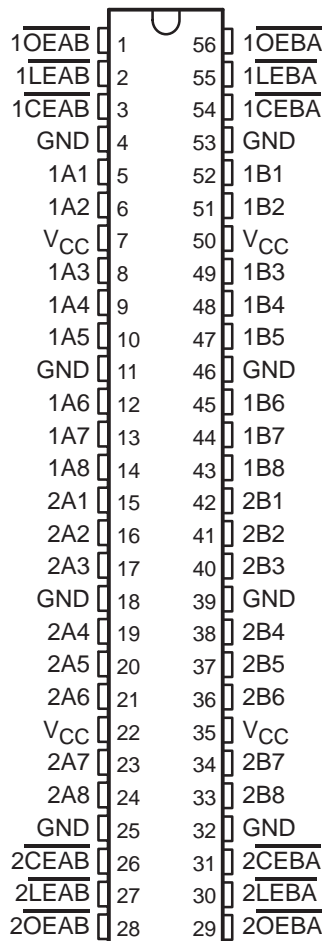 1OEAB 1 56 1OEBA
1LEAB 2 55 1LEBA
1CEAB 3 54 1CEBA
GND 4 53 GND
1A1 5 52 1B1
1A2 6 51 1B2
VCC 7 50 VCC
1A3 8 49 1B3
1A4 9 48 1B4
1A5 10 47 1B5
GND 11 46 GND
1A6 12 45 1B6
1A7 13 44 1B7
1A8 14 43 1B8
2A1 15 42 2B1
2A2 16 41 2B2
2A3 17 40 2B3
GND 18 39 GND
2A4 19 38 2B4
2A5 20 37 2B5
2A6 21 36 2B6
VCC 22 35 VCC
2A7 23 34 2B7
2A8 24 33 2B8
GND 25 32 GND
2CEAB 26 31 2CEBA
2LEAB 27 30 2LEBA
2OEAB 28 29 2OEBA